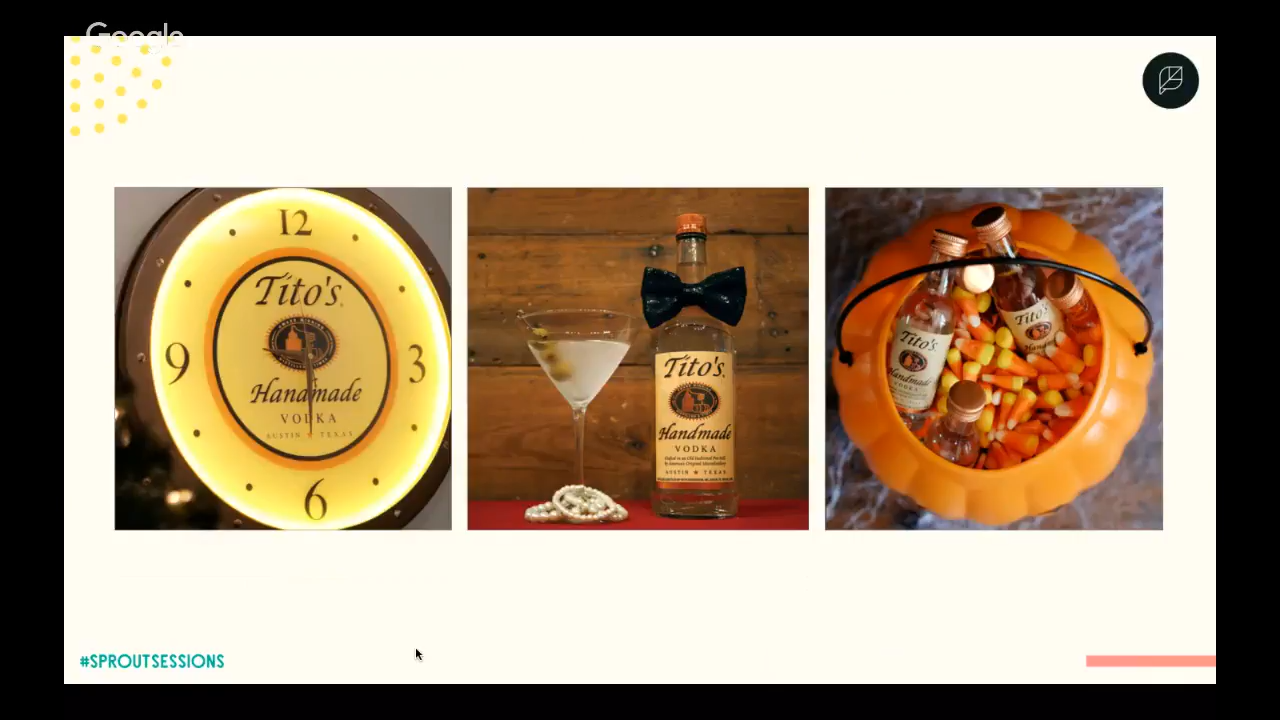 Google
12
9
3
6
Tito's
Handmade
VODKA
AUSTIN ★ TEXAS
Tito's
Handmade
VODKA
AUSTIN ★ TEXAS
Tito's
Handmade
Tito's
Handmade
#SPROUTSESSIONS